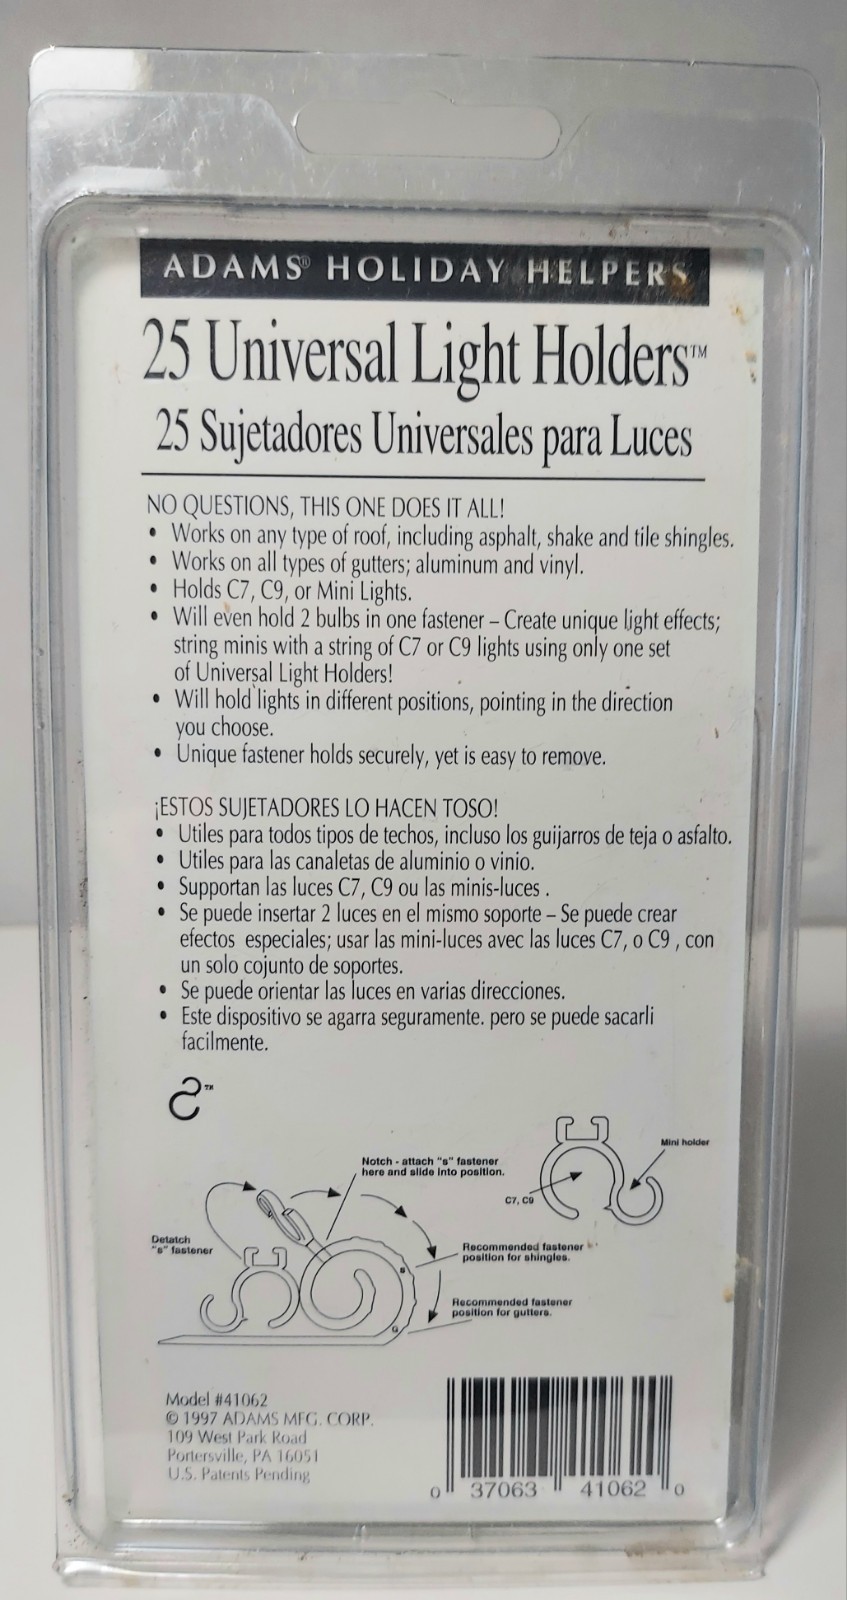 ADAMS® HOLIDAY HELPERS
25 Universal Light Holders™
25 Sujetadores Universales para Luces
NO QUESTIONS, THIS ONE DOES IT ALL!
• Works on any type of roof, including asphalt, shake and tile shingles.
• Works on all types of gutters; aluminum and vinyl.
• Holds C7, C9, or Mini Lights.
• Will even hold 2 bulbs in one fastener – Create unique light effects;
string minis with a string of C7 or C9 lights using only one set
of Universal Light Holders!
• Will hold lights in different positions, pointing in the direction
you choose.
• Unique fastener holds securely, yet is easy to remove.
¡ESTOS SUJETADORES LO HACEN TOSO!
• Utiles para todos tipos de techos, incluso los guijarros de teja o asfalto.
• Utiles para las canaletas de aluminio o vinio.
• Supportan las luces C7, C9 ou las minis-luces .
• Se puede insertar 2 luces en el mismo soporte – Se puede crear
efectos especiales; usar las mini-luces avec las luces C7, o C9 , con
un solo cojunto de soportes.
• Se puede orientar las luces en varias direcciones.
• Este dispositivo se agarra seguramente. pero se puede sacarli
facilmente.
™
Notch - attach "s" fastener
here and slide into position.
Mini holder
C7, C9
Detatch
"s" fastener
Recommended fastener
position for shingles.
S
Recommended fastener
position for gutters.
G
Model #41062
© 1997 ADAMS MFG. CORP.
109 West Park Road
Portersville, PA 16051
U.S. Patents Pending
0 37063 41062 0